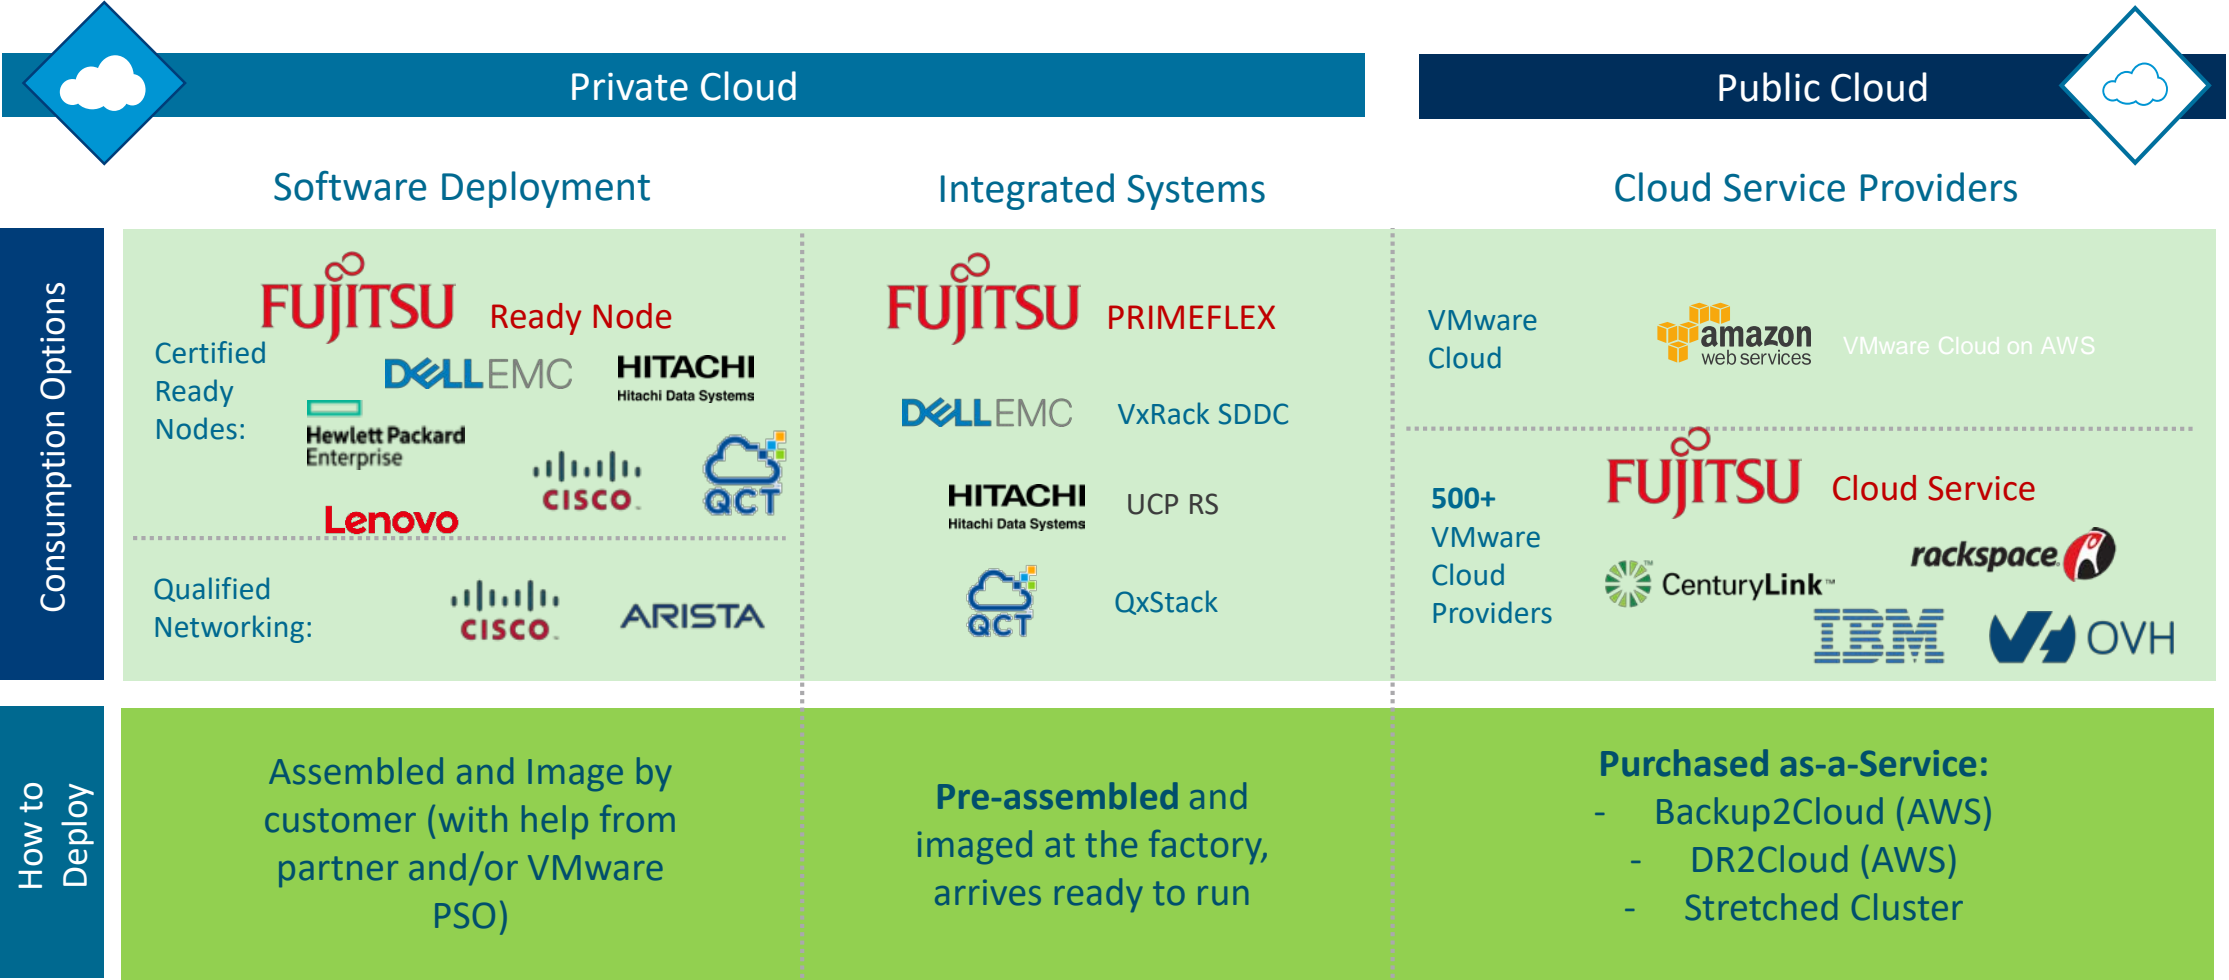 Private Cloud
Public Cloud
Software Deployment
Integrated Systems
Cloud Service Providers
Consumption Options
FUJITSU Ready Node
Certified
Ready
Nodes:
DELL EMC
HITACHI
Hitachi Data Systems
Hewlett Packard
Enterprise
CISCO
QCT
Lenovo
Qualified
Networking:
CISCO
ARISTA
FUJITSU PRIMEFLEX
DELL EMC VxRack SDDC
HITACHI
Hitachi Data Systems
UCP RS
QCT QxStack
VMware
Cloud
amazon
web services
VMware Cloud on AWS
FUJITSU Cloud Service
500+
VMware
Cloud
Providers
rackspace
CenturyLink™
IBM
OVH
How to
Deploy
Assembled and Image by
customer (with help from
partner and/or VMware
PSO)
Pre-assembled and
imaged at the factory,
arrives ready to run
Purchased as-a-Service:
- Backup2Cloud (AWS)
- DR2Cloud (AWS)
- Stretched Cluster